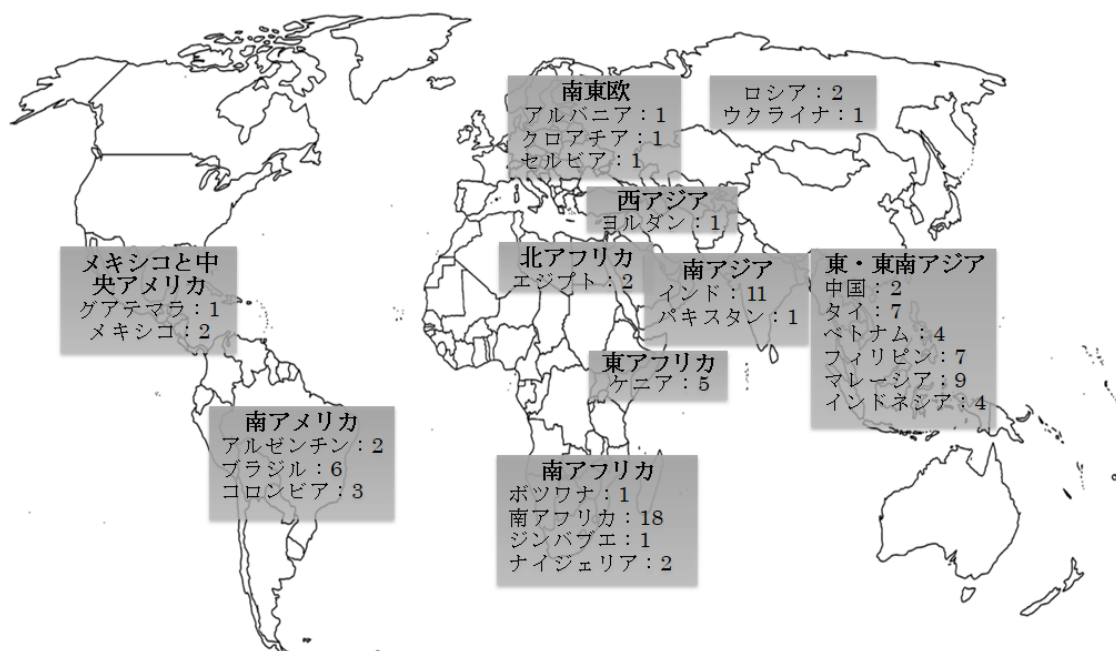 南東欧
アルバニア：1
クロアチア：1
セルビア：1
ロシア：2
ウクライナ：1
西アジア
ヨルダン：1
メキシコと中
央アメリカ
グアテマラ：1
メキシコ：2
北アフリカ
エジプト：2
南アジア
インド：11
パキスタン：1
東・東南アジア
中国：2
タイ：7
ベトナム：4
フィリピン：7
マレーシア：9
インドネシア：4
東アフリカ
ケニア：5
南アメリカ
アルゼンチン：2
ブラジル：6
コロンビア：3
南アフリカ
ボツワナ：1
南アフリカ：18
ジンバヴエ：1
ナイジェリア：2